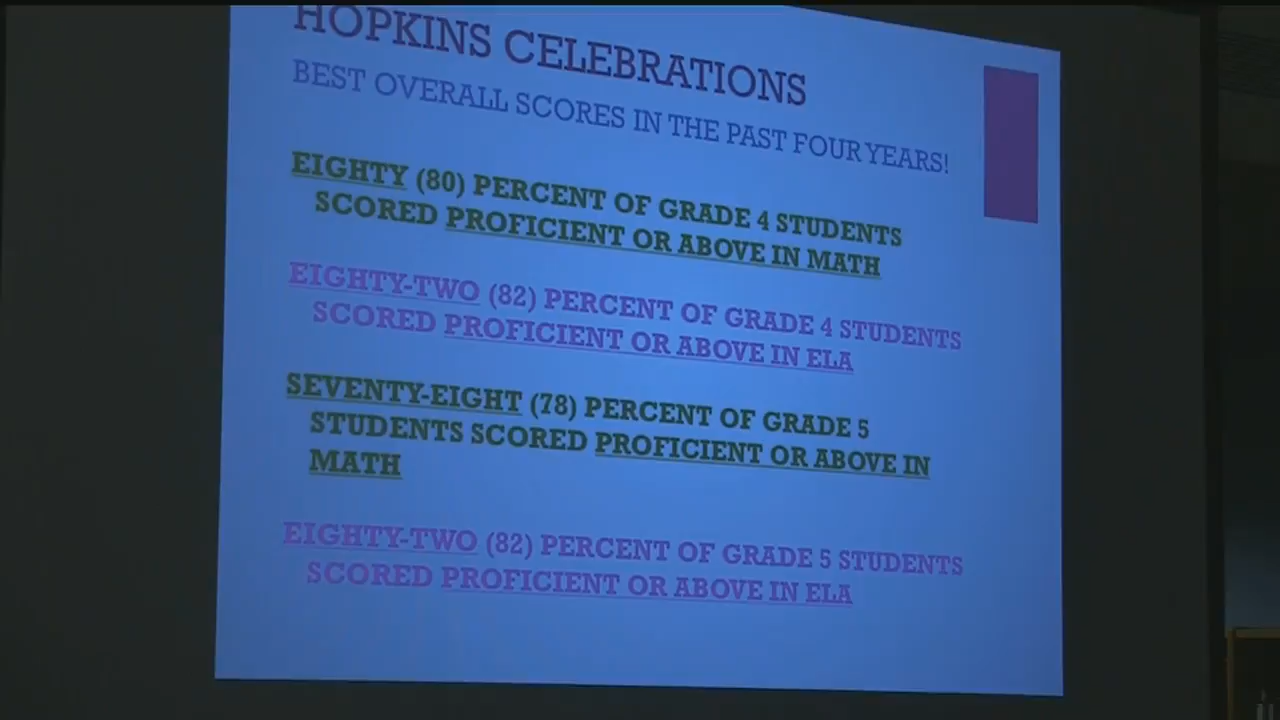 HOPKINS CELEBRATIONS
BEST OVERALL SCORES IN THE PAST FOUR YEARS!
EIGHTY (80) PERCENT OF GRADE 4 STUDENTS
SCORED PROFICIENT OR ABOVE IN MATH
EIGHTY-TWO (82) PERCENT OF GRADE 4 STUDENTS
SCORED PROFICIENT OR ABOVE IN ELA
SEVENTY-EIGHT (78) PERCENT OF GRADE 5
STUDENTS SCORED PROFICIENT OR ABOVE IN
MATH
EIGHTY-TWO (82) PERCENT OF GRADE 5 STUDENTS
SCORED PROFICIENT OR ABOVE IN ELA